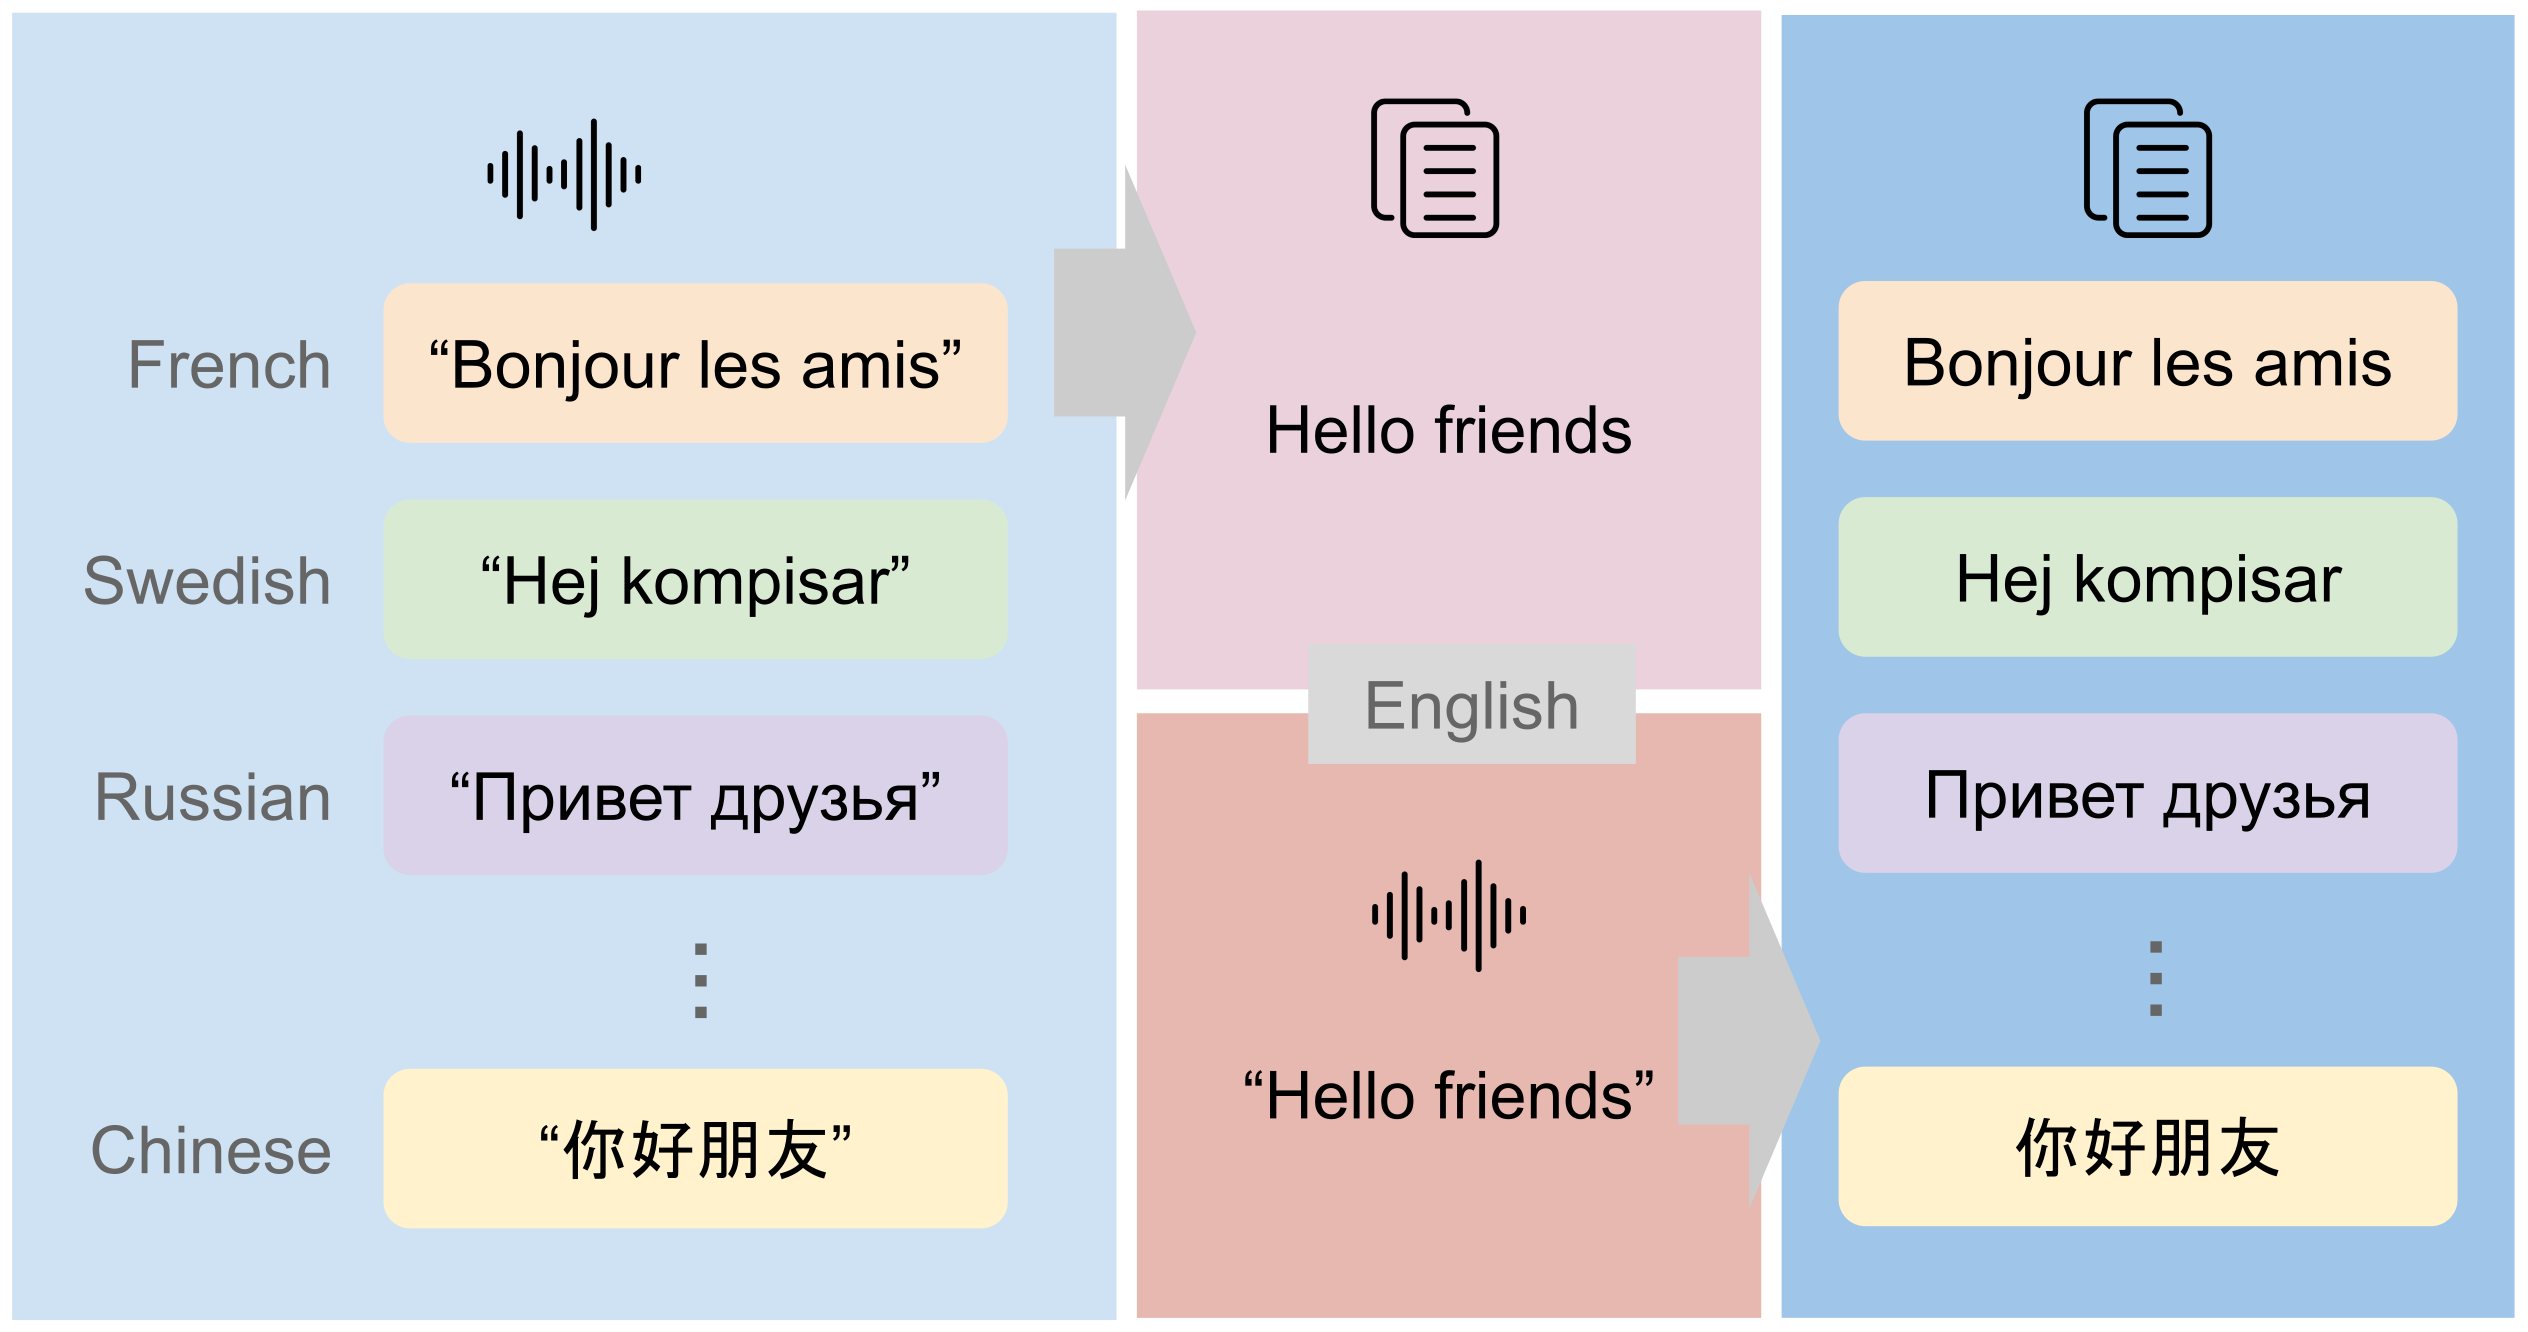 French
“Bonjour les amis”
Swedish
“Hej kompisar”
Russian
“Привет друзья”
Chinese
“你好朋友”
Hello friends
English
“Hello friends”
Bonjour les amis
Hej kompisar
Привет друзья
你好朋友